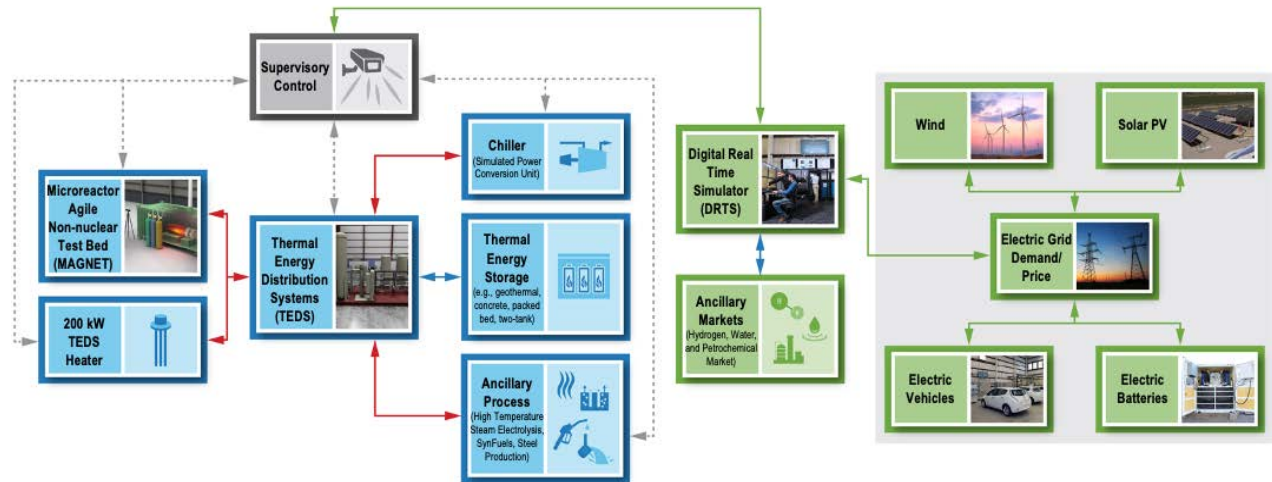 Supervisory
Control
Microreactor
Agile
Non-nuclear
Test Bed
(MAGNET)
200 kW
TEDS
Heater
Thermal
Energy
Distribution
Systems
(TEDS)
Chiller
(Simulated Power
Conversion Unit)
Thermal
Energy
Storage
(e.g., geothermal,
concrete, packed
bed, two-tank)
Ancillary
Process
(High Temperature
Steam Electrolysis,
SynFuels, Steel
Production)
Digital Real
Time
Simulator
(DRTS)
Ancillary
Markets
(Hydrogen, Water,
and Petrochemical
Market)
Wind
Solar PV
Electric Grid
Demand/
Price
Electric
Vehicles
Electric
Batteries